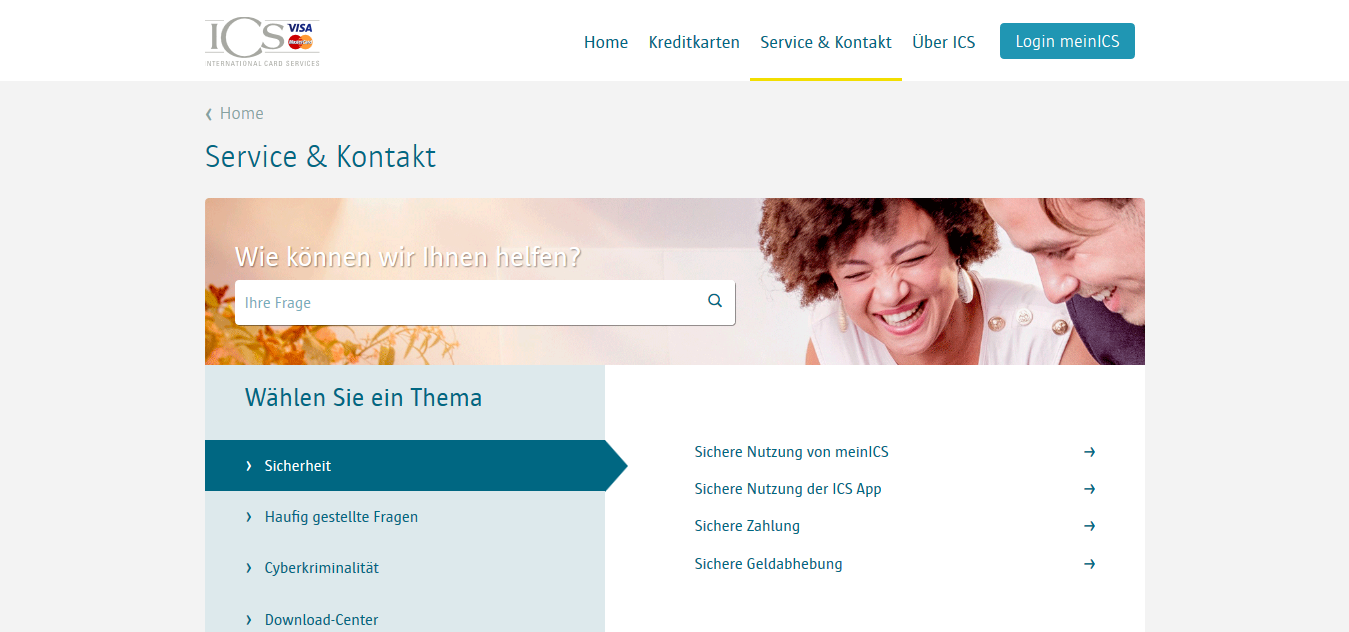 ICS VISA
MasterCard
INTERNATIONAL CARD SERVICES
Home Kreditkarten Service & Kontakt Über ICS Login meinICS
Home
Service & Kontakt
Wie können wir Ihnen helfen?
Ihre Frage
Wählen Sie ein Thema
Sicherheit
Haufig gestellte Fragen
Cyberkriminalität
Download-Center
Sichere Nutzung von meinICS
Sichere Nutzung der ICS App
Sichere Zahlung
Sichere Geldabhebung